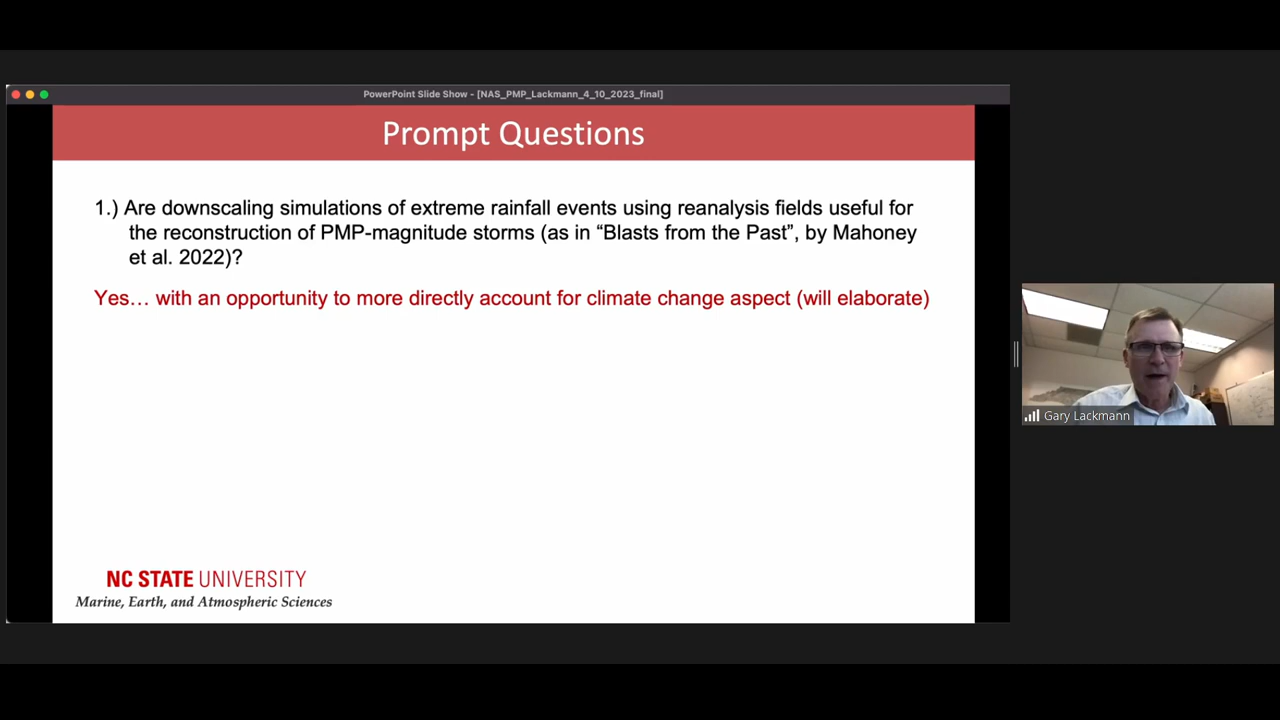 PowerPoint Slide Show - [NAS_PMP_Lackmann_4_10_2023_final]
Prompt Questions
1.) Are downscaling simulations of extreme rainfall events using reanalysis fields useful for
the reconstruction of PMP-magnitude storms (as in “Blasts from the Past”, by Mahoney
et al. 2022)?
Yes… with an opportunity to more directly account for climate change aspect (will elaborate)
Gary Lackmann
NC STATE UNIVERSITY
Marine, Earth, and Atmospheric Sciences